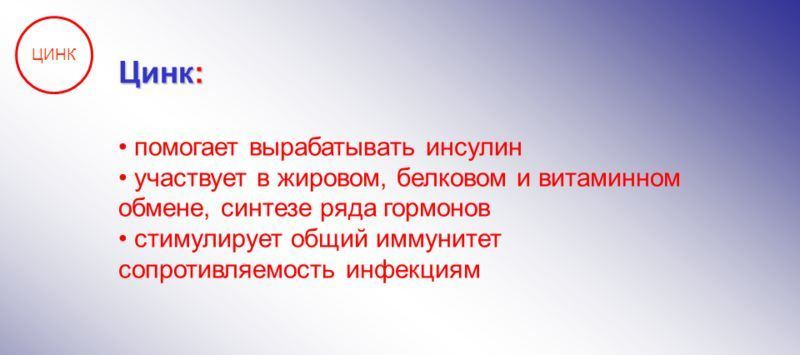 ЦИНК
Цинк:
• помогает вырабатывать инсулин
• участвует в жировом, белковом и витаминном
обмене, синтезе ряда гормонов
• стимулирует общий иммунитет
сопротивляемость инфекциям